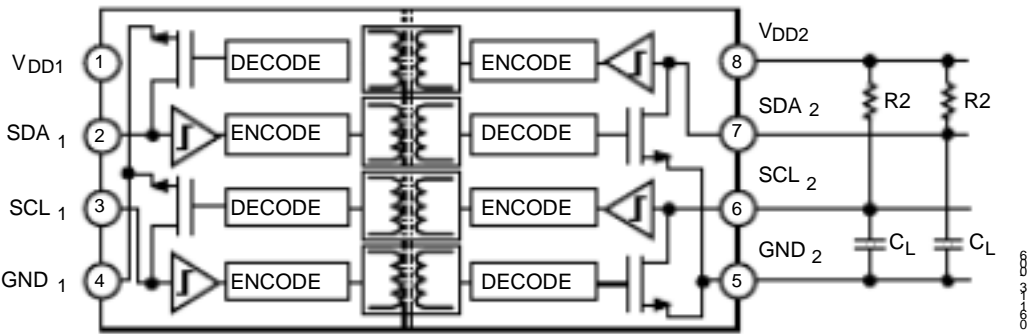 VDD1 1 DECODE ENCODE 8 VDD2
SDA 1 2 ENCODE DECODE 7 SDA 2
R2 R2
SCL 1 3 DECODE ENCODE 6 SCL 2
GND 1 4 ENCODE DECODE 5 GND 2
CL CL